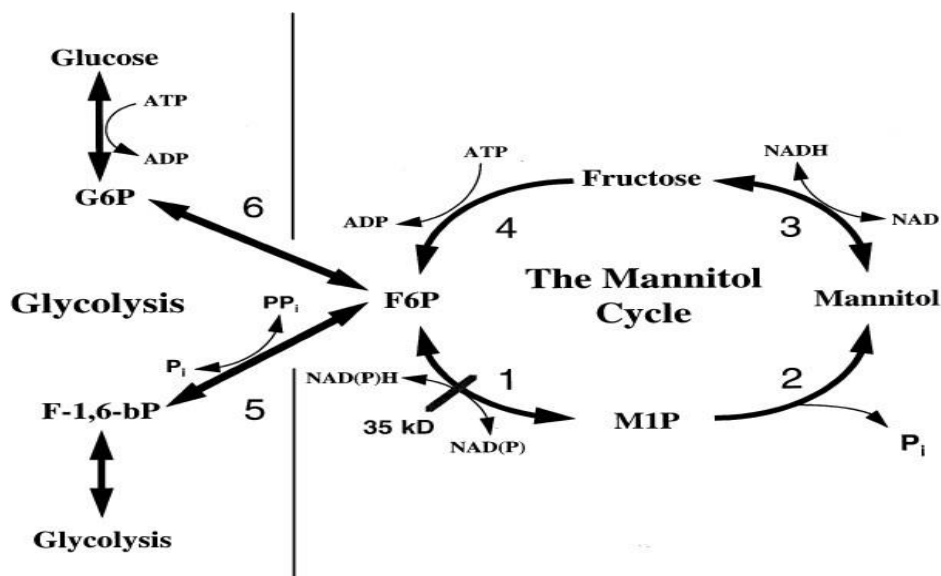 Glucose
ATP
ADP
G6P
6
Glycolysis
PPi
Pi
F-1,6-bP
5
Glycolysis
ATP
ADP
4
Fructose
NADH
NAD
3
F6P
The Mannitol
Cycle
Mannitol
NAD(P)H
1
35 kD
NAD(P)
M1P
2
Pi